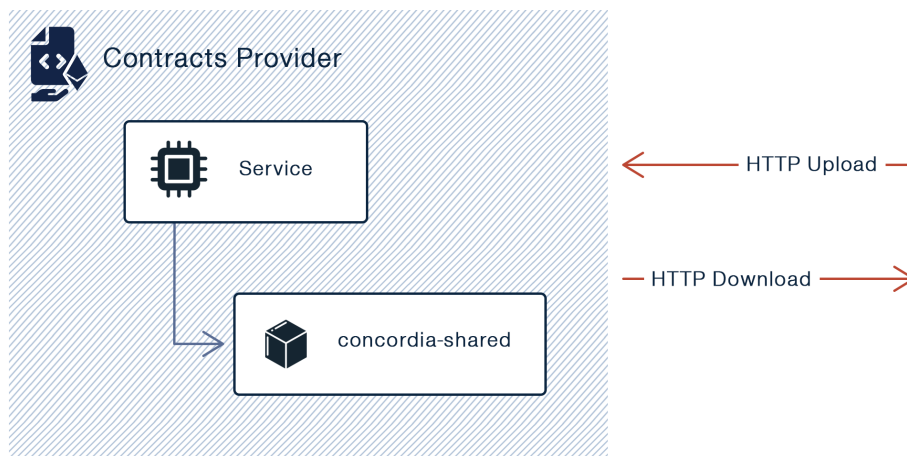 Contracts Provider
Service
HTTP Upload
HTTP Download
concordia-shared